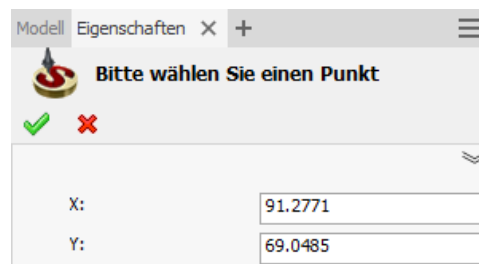 Modell Eigenschaften
Bitte wählen Sie einen Punkt
X: 91.2771
Y: 69.0485